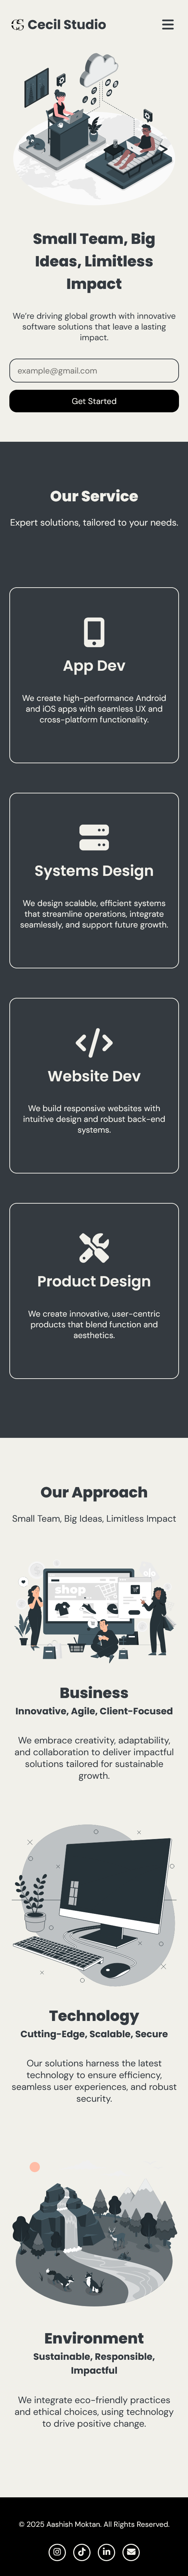 Cecil Studio
Small Team, Big
Ideas, Limitless
Impact
We're driving global growth with innovative
software solutions that leave a lasting
impact.
example@gmail.com
Get Started
Our Service
Expert solutions, tailored to your needs.
App Dev
We create high-performance Android
and iOS apps with seamless UX and
cross-platform functionality.
Systems Design
We design scalable, efficient systems
that streamline operations, integrate
seamlessly, and support future growth.
Website Dev
We build responsive websites with
intuitive design and robust back-end
systems.
Product Design
We create innovative, user-centric
products that blend function and
aesthetics.
Our Approach
Small Team, Big Ideas, Limitless Impact
shop
Business
Innovative, Agile, Client-Focused
We embrace creativity, adaptability,
and collaboration to deliver impactful
solutions tailored for sustainable
growth.
Technology
Cutting-Edge, Scalable, Secure
Our solutions harness the latest
technology to ensure efficiency,
seamless user experiences, and robust
security.
Environment
Sustainable, Responsible,
Impactful
We integrate eco-friendly practices
and ethical choices, using technology
to drive positive change.
© 2025 Aashish Moktan. All Rights Reserved.